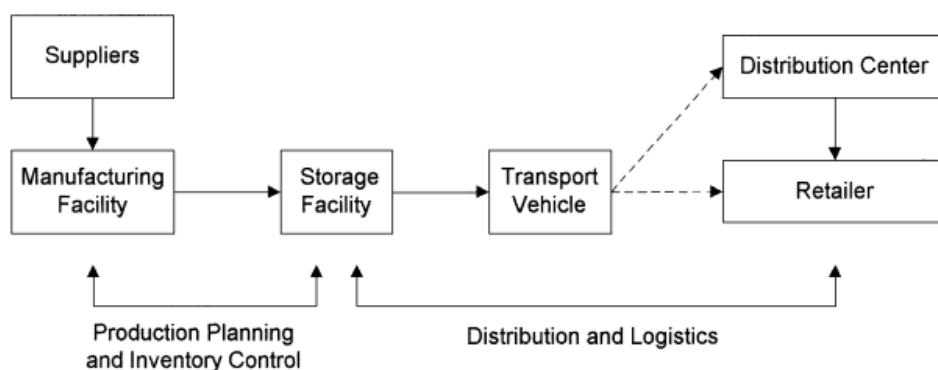 Suppliers
Distribution Center
Manufacturing
Facility
Storage
Facility
Transport
Vehicle
Retailer
Production Planning
and Inventory Control
Distribution and Logistics